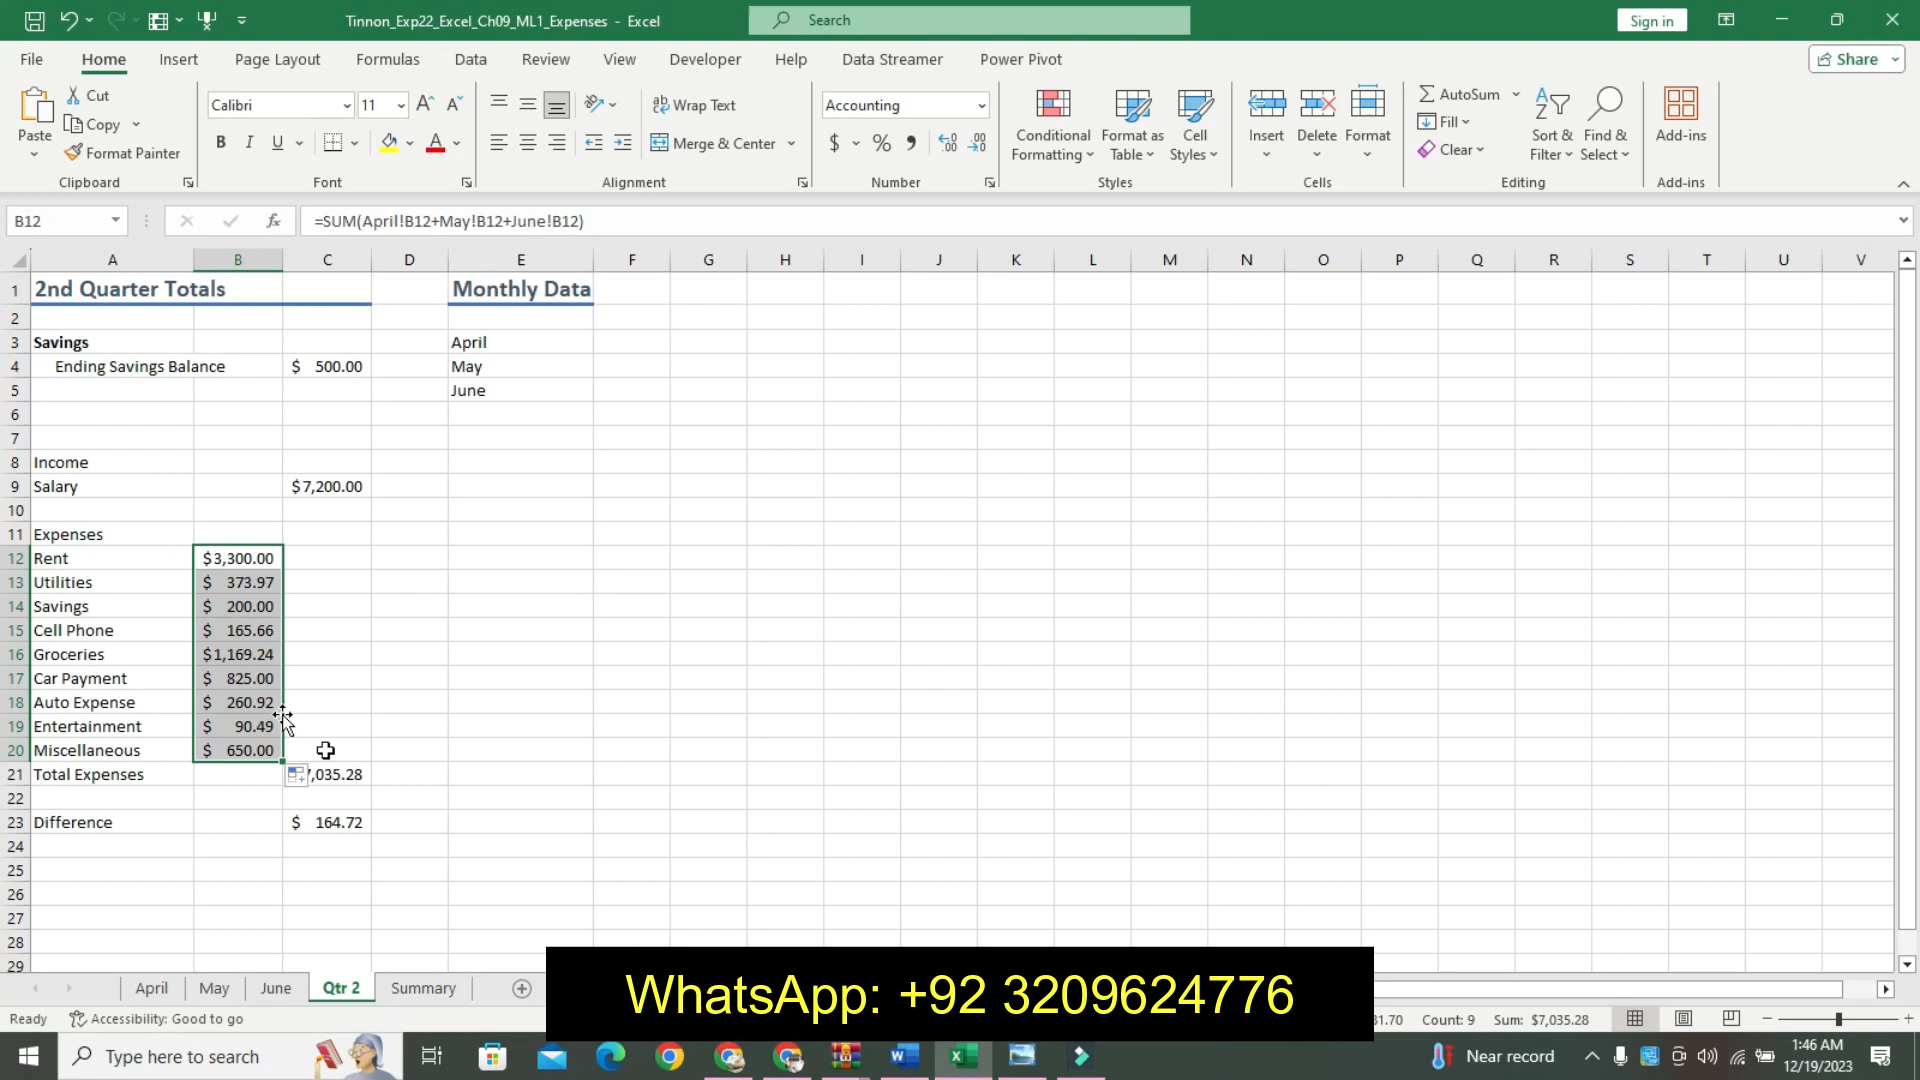 Tinnon_Exp22_Excel_Ch09_ML1_Expenses - Excel
Search
Sign in
File Home Insert Page Layout Formulas Data Review View Developer Help Data Streamer Power Pivot
Share
Paste
Cut
Copy
Format Painter
Clipboard
Calibri 11
B I U
Font
Wrap Text
Merge & Center
Alignment
Accounting
$ % ,
Number
Conditional Formatting
Format as Table
Cell Styles
Styles
Insert Delete Format
Cells
AutoSum
Fill
Clear
Sort & Filter
Find & Select
Editing
Add-ins
Add-ins
B12 fx =SUM(April!B12+May!B12+June!B12)
A B C D E F G H I J K L M N O P Q R S T U V
1 2nd Quarter Totals Monthly Data
2
3 Savings April
4 Ending Savings Balance $ 500.00 May
5 June
6
7
8 Income
9 Salary $7,200.00
10
11 Expenses
12 Rent $3,300.00
13 Utilities $ 373.97
14 Savings $ 200.00
15 Cell Phone $ 165.66
16 Groceries $1,169.24
17 Car Payment $ 825.00
18 Auto Expense $ 260.92
19 Entertainment $ 90.49
20 Miscellaneous $ 650.00
21 Total Expenses ,035.28
22
23 Difference $ 164.72
24
25
26
27
28
29
April May June Qtr 2 Summary
WhatsApp: +92 3209624776
Ready Accessibility: Good to go
31.70 Count: 9 Sum: $7,035.28
Type here to search
Near record
1:46 AM
12/19/2023